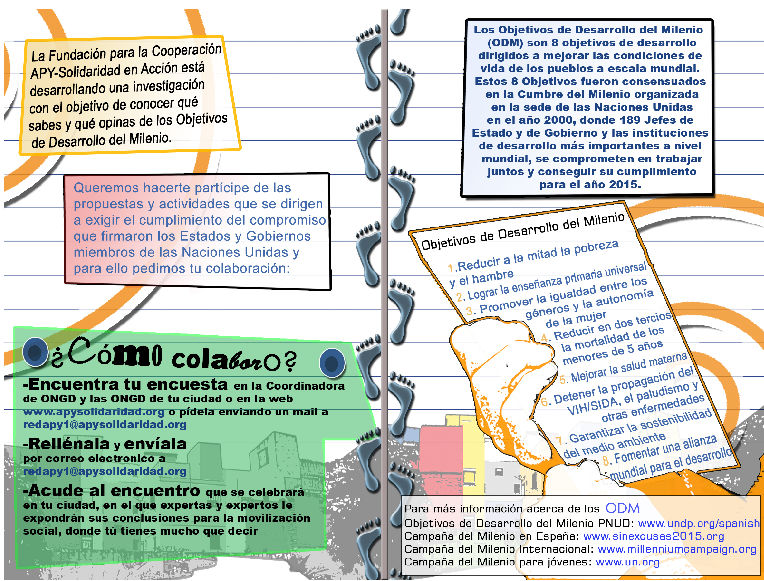 La Fundación para la Cooperación
APY-Solidaridad en Acción está
desarrollando una investigación
con el objetivo de conocer qué
sabes y qué opinas de los Objetivos
de Desarrollo del Milenio.
Queremos hacerte partícipe de las
propuestas y actividades que se dirigen
a exigir el cumplimiento del compromiso
que firmaron los Estados y Gobiernos
miembros de las Naciones Unidas y
para ello pedimos tu colaboración:
¿Cómo colaboro?
-Encuentra tu encuesta en la Coordinadora
de ONGD y las ONGD de tu ciudad o en la web
www.apysolidaridad.org o pídela enviando un mail a
redapy1@apysolidaridad.org
-Rellénala y envíala
por correo electronico a
redapy1@apysolidaridad.org
-Acude al encuentro que se celebrará
en tu ciudad, en el que expertas y expertos le
expondrán sus conclusiones para la movilización
social, donde tú tienes mucho que decir
Los Objetivos de Desarrollo del Milenio
(ODM) son 8 objetivos de desarrollo
dirigidos a mejorar las condiciones de
vida de los pueblos a escala mundial.
Estos 8 Objetivos fueron consensuados
en la Cumbre del Milenio organizada
en la sede de las Naciones Unidas
en el año 2000, donde 189 Jefes de
Estado y de Gobierno y las instituciones
de desarrollo más importantes a nivel
mundial, se comprometen en trabajar
juntos y conseguir su cumplimiento
para el año 2015.
Objetivos de Desarrollo del Milenio
1.Reducir a la mitad la pobreza
y el hambre
2. Lograr la enseñanza primaria universal
3. Promover la igualdad entre los
géneros y la autonomía
de la mujer
4. Reducir en dos tercios
la mortalidad de los
menores de 5 años
5. Mejorar la salud materna
6. Detener la propagación del
VIH/SIDA, el paludismo y
otras enfermedades
7. Garantizar la sostenibilidad
del medio ambiente
8. Fomentar una alianza
mundial para el desarrollo
Para más información acerca de los ODM
Objetivos de Desarrollo del Milenio PNUD: www.undp.org/spanish
Campaña del Milenio en España: www.sinexcusas2015.org
Campaña del Milenio Internacional: www.millenniumcampaign.org
Campaña del Milenio para jóvenes: www.un.org